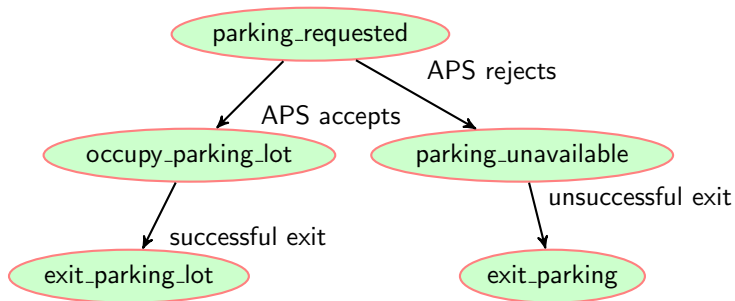 parking_requested
APS rejects
APS accepts
occupy_parking_lot
parking_unavailable
unsuccessful exit
successful exit
exit_parking_lot
exit_parking